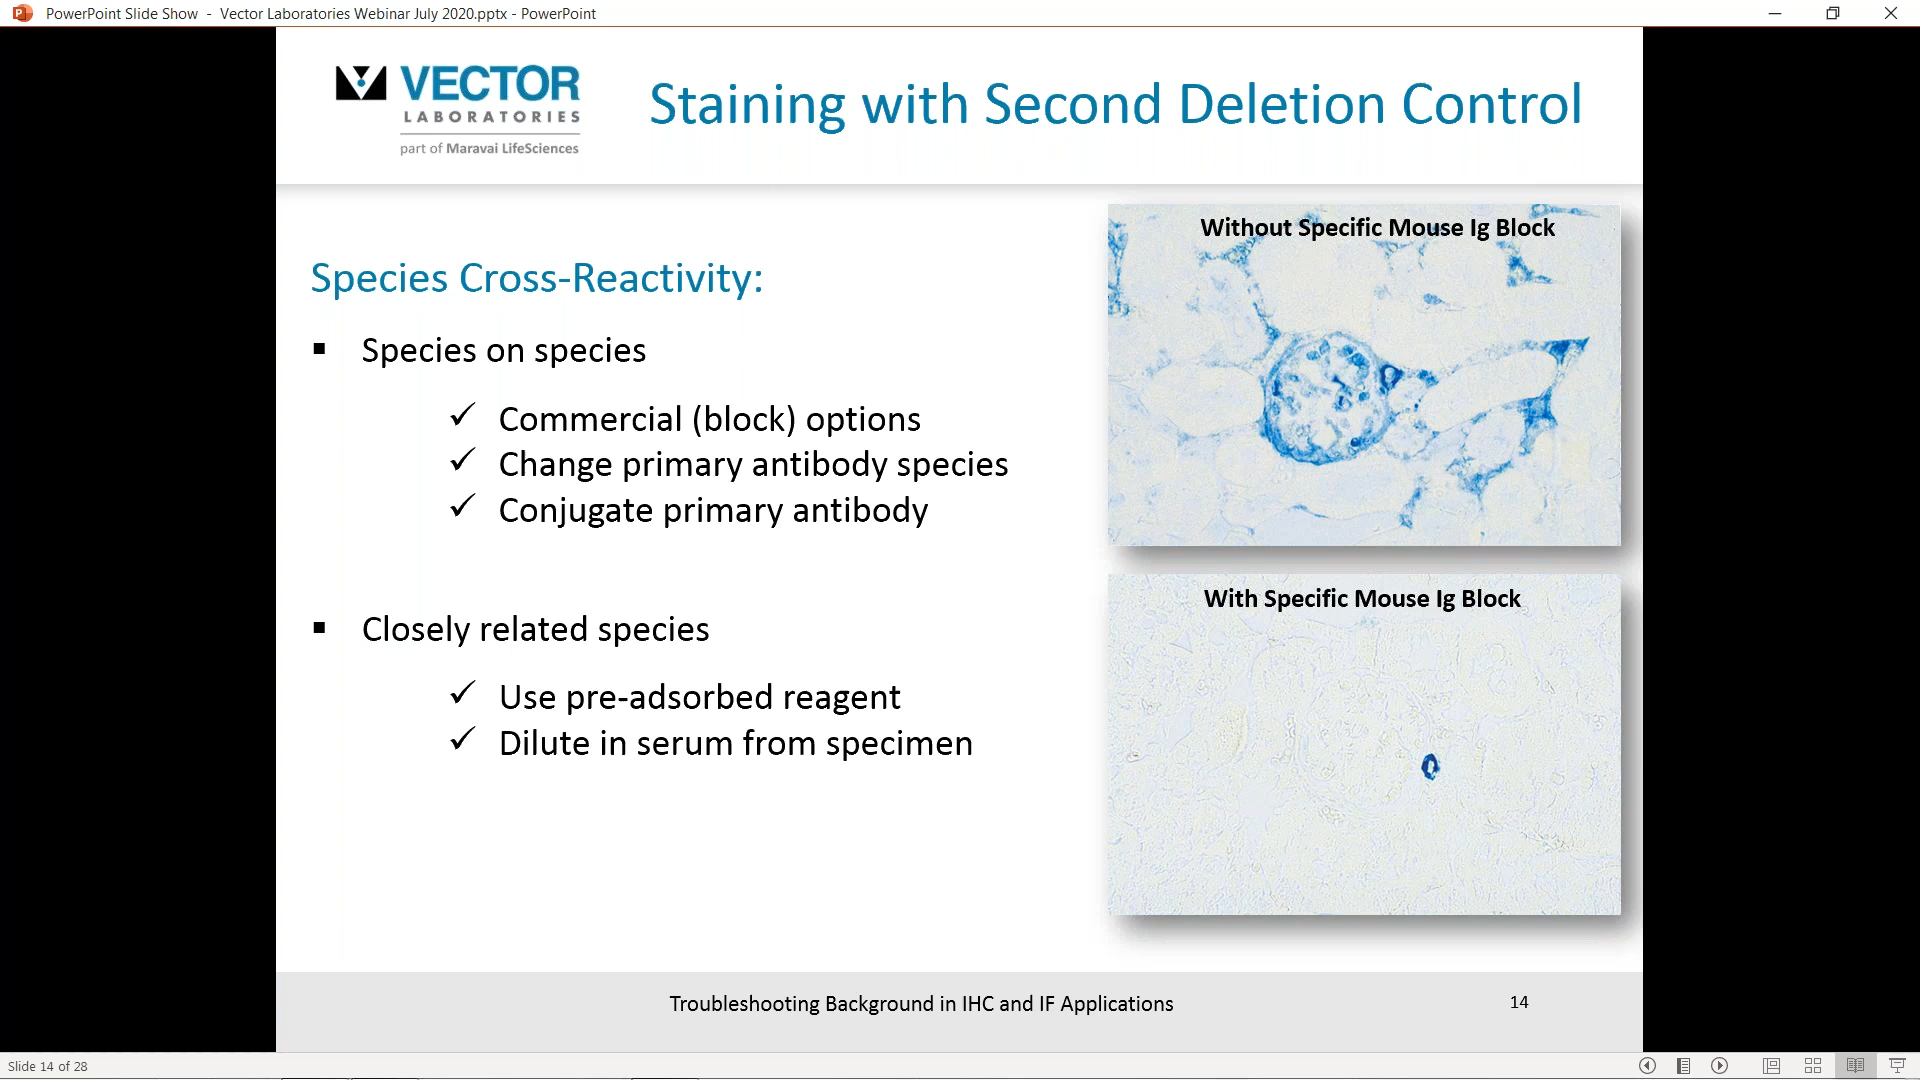 PowerPoint Slide Show - Vector Laboratories Webinar July 2020.pptx - PowerPoint
VECTOR
LABORATORIES
part of Maravai LifeSciences
Staining with Second Deletion Control
Species Cross-Reactivity:
Species on species
Commercial (block) options
Change primary antibody species
Conjugate primary antibody
Closely related species
Use pre-adsorbed reagent
Dilute in serum from specimen
Without Specific Mouse Ig Block
With Specific Mouse Ig Block
Troubleshooting Background in IHC and IF Applications
14
Slide 14 of 28